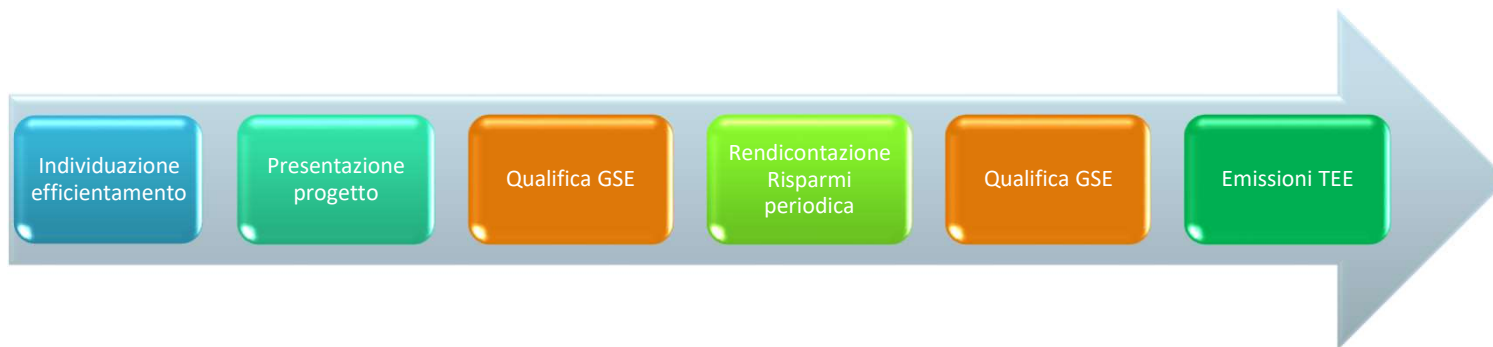 Individuazione
efficientamento
Presentazione
progetto
Qualifica GSE
Rendicontazione
Risparmi
periodica
Qualifica GSE
Emissioni TEE